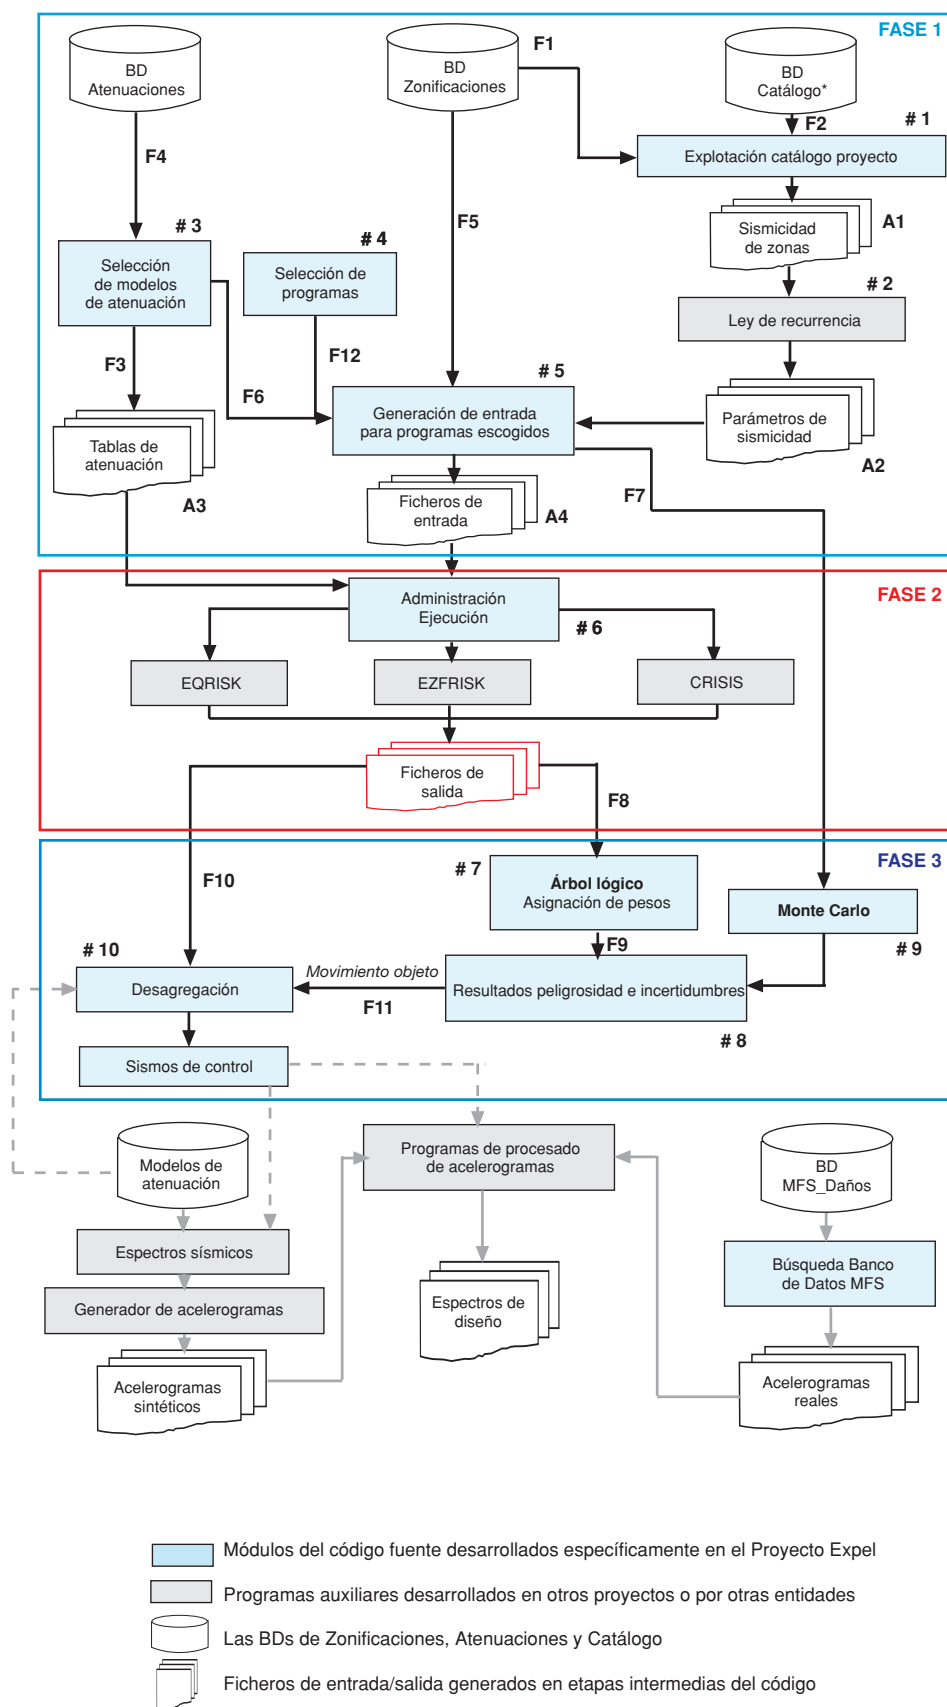 FASE 1
BD
Atenuaciones
BD
Zonificaciones
F1
BD
Catálogo*
F2
# 1
Explotación catálogo proyecto
F4
F5
A1
Sismicidad
de zonas
# 3
Selección
de modelos
de atenuación
# 4
Selección de
programas
# 2
Ley de recurrencia
F3
F6
F12
# 5
Generación de entrada
para programas escogidos
Parámetros de
sismicidad
A2
Tablas de
atenuación
A3
F7
Ficheros de
entrada
A4
FASE 2
Administración
Ejecución
# 6
EQRISK
EZFRISK
CRISIS
Ficheros de
salida
F8
FASE 3
F10
# 7
Árbol lógico
Asignación de pesos
Monte Carlo
# 9
F9
# 10
Desagregación
Movimiento objeto
F11
Resultados peligrosidad e incertidumbres
# 8
Sismos de control
Modelos de
atenuación
Programas de procesado
de acelerogramas
BD
MFS_Daños
Espectros sísmicos
Búsqueda Banco
de Datos MFS
Generador de acelerogramas
Espectros de
diseño
Acelerogramas
sintéticos
Acelerogramas
reales
Módulos del código fuente desarrollados específicamente en el Proyecto Expel
Programas auxiliares desarrollados en otros proyectos o por otras entidades
Las BDs de Zonificaciones, Atenuaciones y Catálogo
Ficheros de entrada/salida generados en etapas intermedias del código